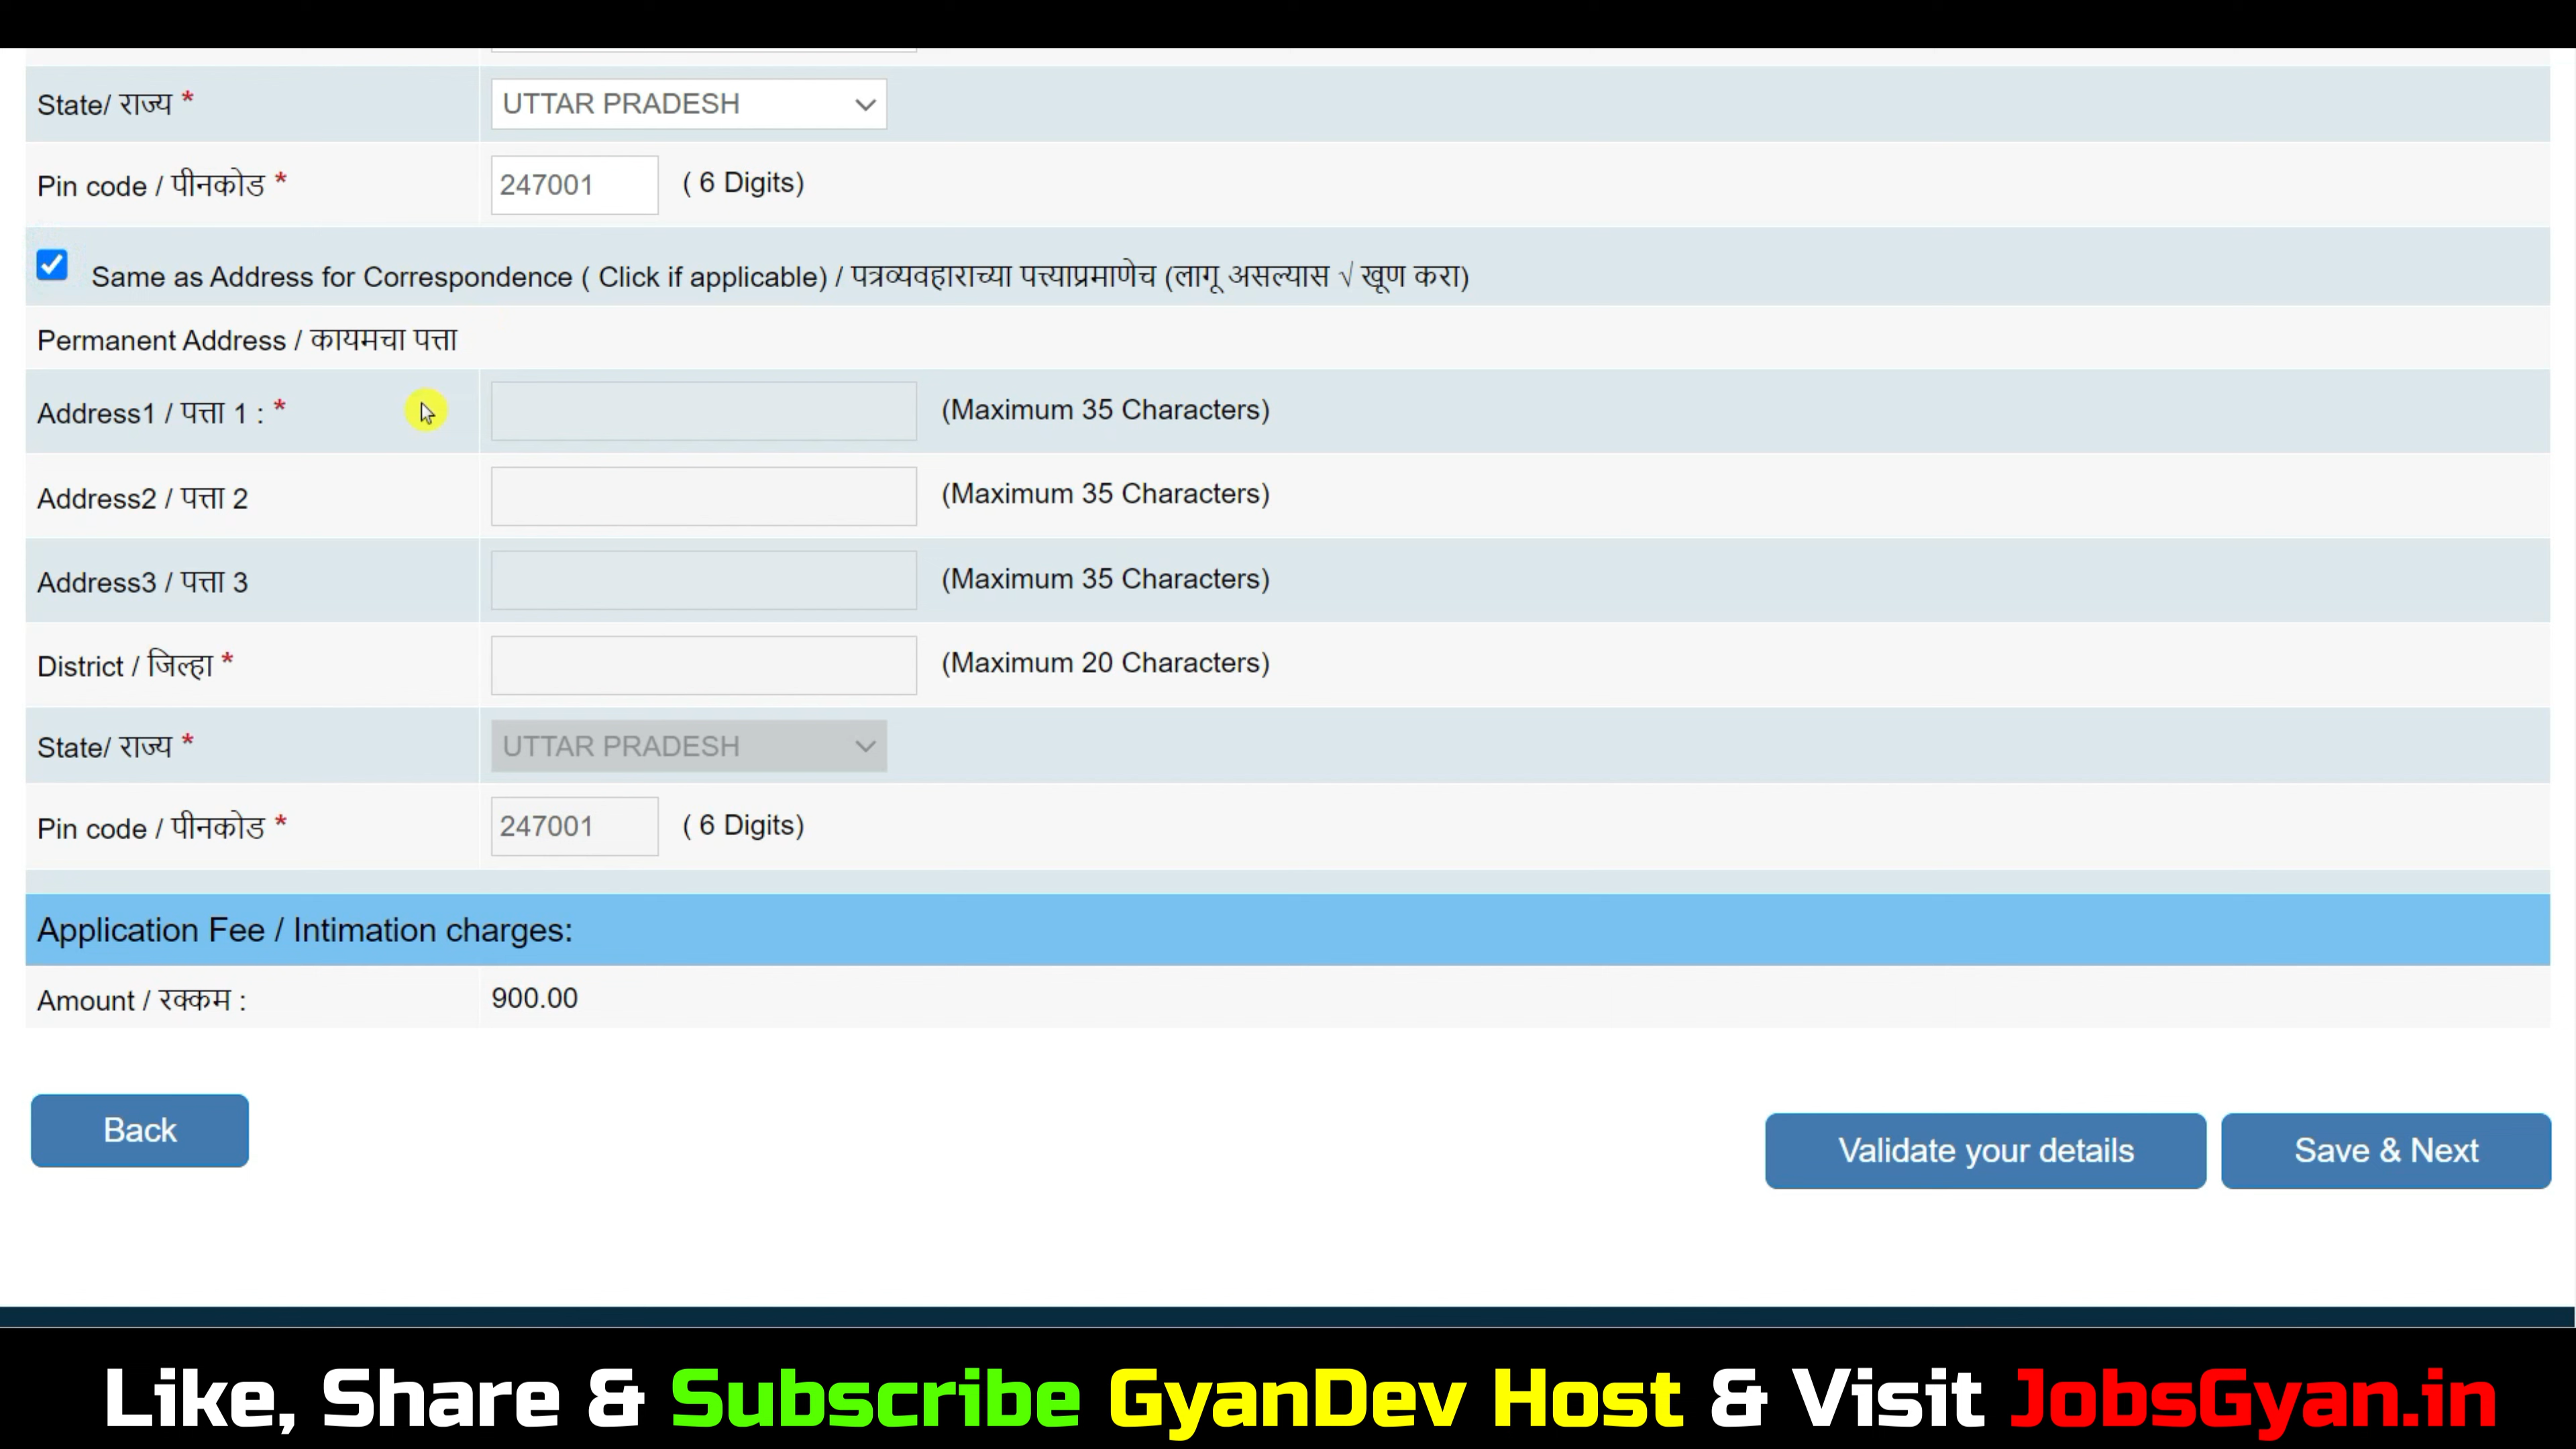 State/ राज्य *
UTTAR PRADESH
Pin code / पीनकोड *
247001
( 6 Digits)
Same as Address for Correspondence ( Click if applicable) / पत्रव्यवहाराच्या पत्त्याप्रमाणेच (लागू असल्यास √ खूण करा)
Permanent Address / कायमचा पत्ता
Address1 / पत्ता 1 : *
(Maximum 35 Characters)
Address2 / पत्ता 2
(Maximum 35 Characters)
Address3 / पत्ता 3
(Maximum 35 Characters)
District / जिल्हा *
(Maximum 20 Characters)
State/ राज्य *
UTTAR PRADESH
Pin code / पीनकोड *
247001
( 6 Digits)
Application Fee / Intimation charges:
Amount / रक्कम :
900.00
Back
Validate your details
Save & Next
Like, Share & Subscribe GyanDev Host & Visit JobsGyan.in